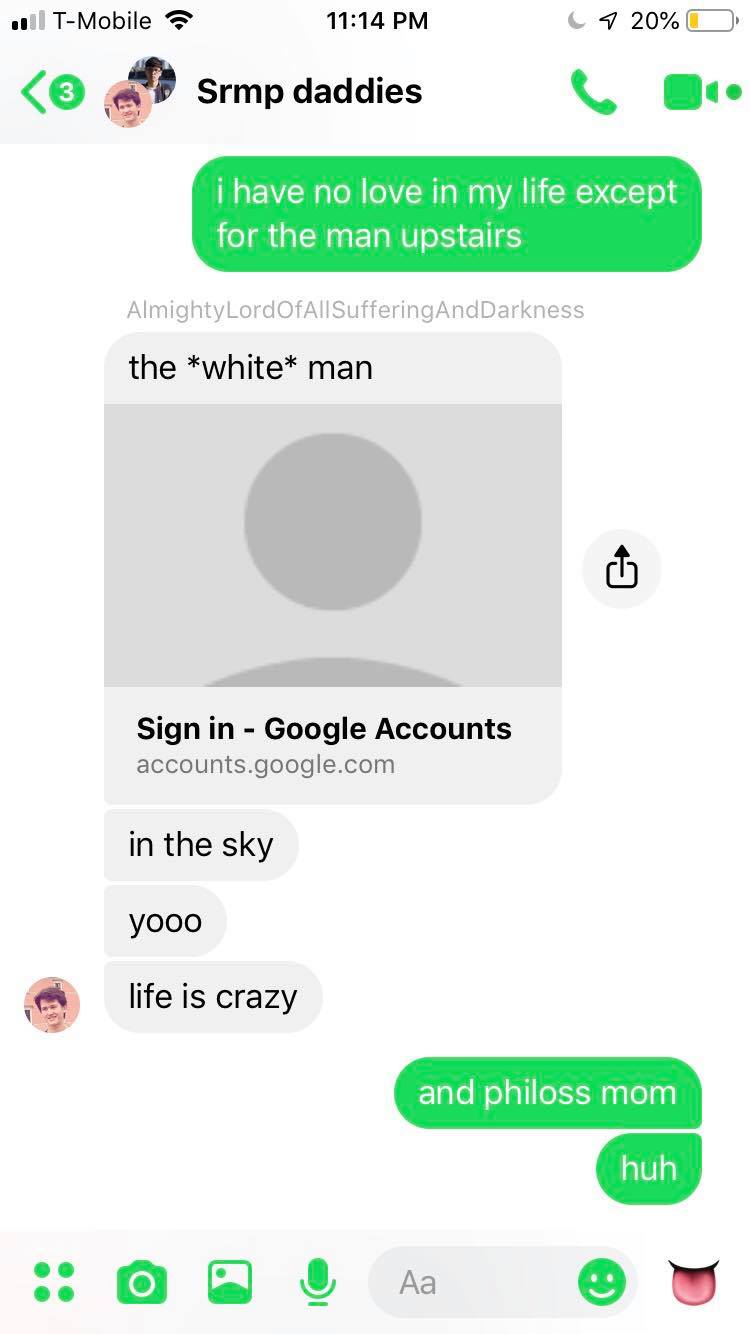 T-Mobile 11:14 PM 20%
3 Srmp daddies
i have no love in my life except
for the man upstairs
AlmightyLordOfAllSufferingAndDarkness
the *white* man
Sign in - Google Accounts
accounts.google.com
in the sky
yooo
life is crazy
and philoss mom
huh
Aa